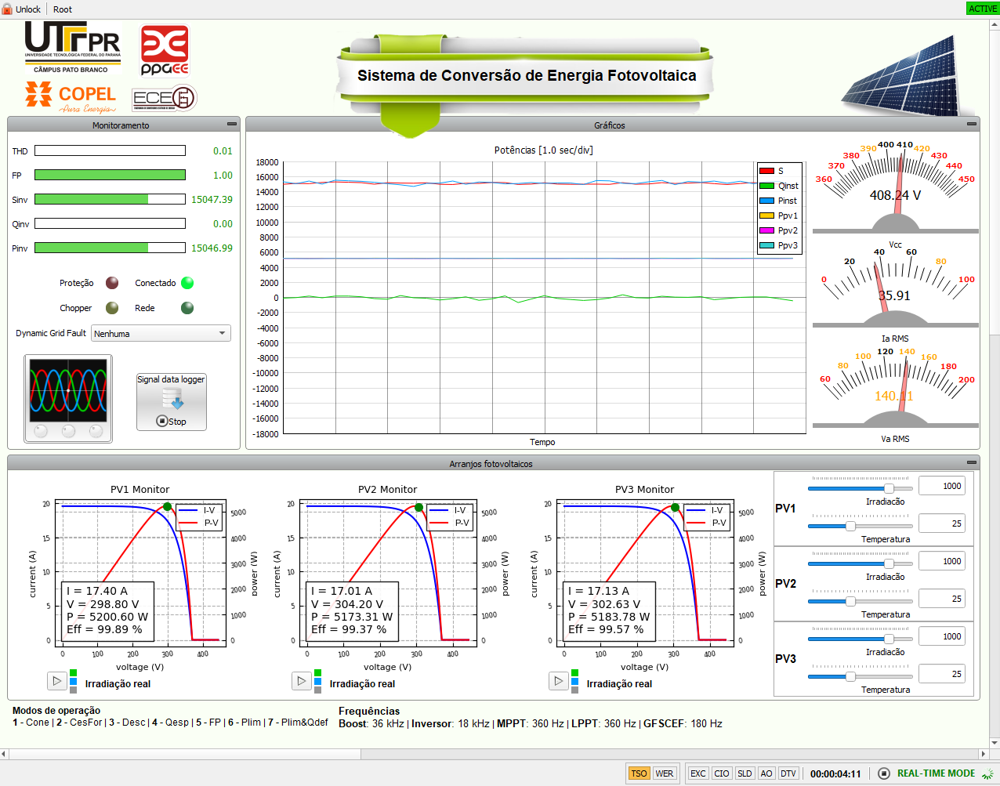 Unlock Root ACTIVE
UTFPR
UNIVERSIDADE TECNOLÓGICA FEDERAL DO PARANÁ
CÂMPUS PATO BRANCO
PPGEE
COPEL
Pura Energia
Sistema de Conversão de Energia Fotovoltaica
Monitoramento
THD 0.01
FP 1.00
Sinv 15047.39
Qinv 0.00
Pinv 15046.99
Proteção Conectado
Chopper Rede
Dynamic Grid Fault Nenhuma
Signal data logger
Stop
Gráficos
Potências [1.0 sec/div]
18000
16000
14000
12000
10000
8000
6000
4000
2000
0
-2000
-4000
-6000
-8000
-10000
-12000
-14000
-16000
-18000
Tempo
S
Qinst
Pinst
Ppv1
Ppv2
Ppv3
360 370 380 390 400 410 420 430 440 450
408.24 V
Vcc
0 20 40 60 80 100
35.91
Ia RMS
60 80 100 120 140 160 180 200
140.11
Va RMS
Arranjos fotovoltaicos
PV1 Monitor
20
15
10
5
0
current (A)
I-V
P-V
5000
4000
3000
2000
1000
0
power (W)
I = 17.40 A
V = 298.80 V
P = 5200.60 W
Eff = 99.89 %
0 100 200 300 400
voltage (V)
Irradiação real
PV2 Monitor
20
15
10
5
0
current (A)
I-V
P-V
5000
4000
3000
2000
1000
0
power (W)
I = 17.01 A
V = 304.20 V
P = 5173.31 W
Eff = 99.37 %
0 100 200 300 400
voltage (V)
Irradiação real
PV3 Monitor
20
15
10
5
0
current (A)
I-V
P-V
5000
4000
3000
2000
1000
0
power (W)
I = 17.13 A
V = 302.63 V
P = 5183.78 W
Eff = 99.57 %
0 100 200 300 400
voltage (V)
Irradiação real
PV1
1000
Irradiacão
25
Temperatura
PV2
1000
Irradiacão
25
Temperatura
PV3
1000
Irradiacão
25
Temperatura
Modos de operação
1 - Cone | 2 - CesFor | 3 - Desc | 4 - Qesp | 5 - FP | 6 - Plim | 7 - Plim&Qdef
Frequências
Boost: 36 kHz | Inversor: 18 kHz | MPPT: 360 Hz | LPPT: 360 Hz | GFSCEF: 180 Hz
TSO WER EXC CIO SLD AO DTV 00:00:04:11 REAL-TIME MODE